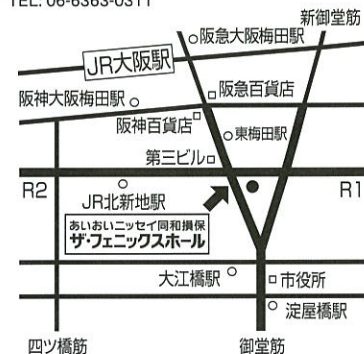 TEL: 06-6363-0311
新御堂筋
阪急大阪梅田駅
JR大阪駅
阪急百貨店
阪神大阪梅田駅
阪神百貨店
東梅田駅
第三ビル
R2
R1
JR北新地駅
あいおいニッセイ同和損保
ザ・フェニックスホール
大江橋駅
市役所
淀屋橋駅
四ツ橋筋
御堂筋